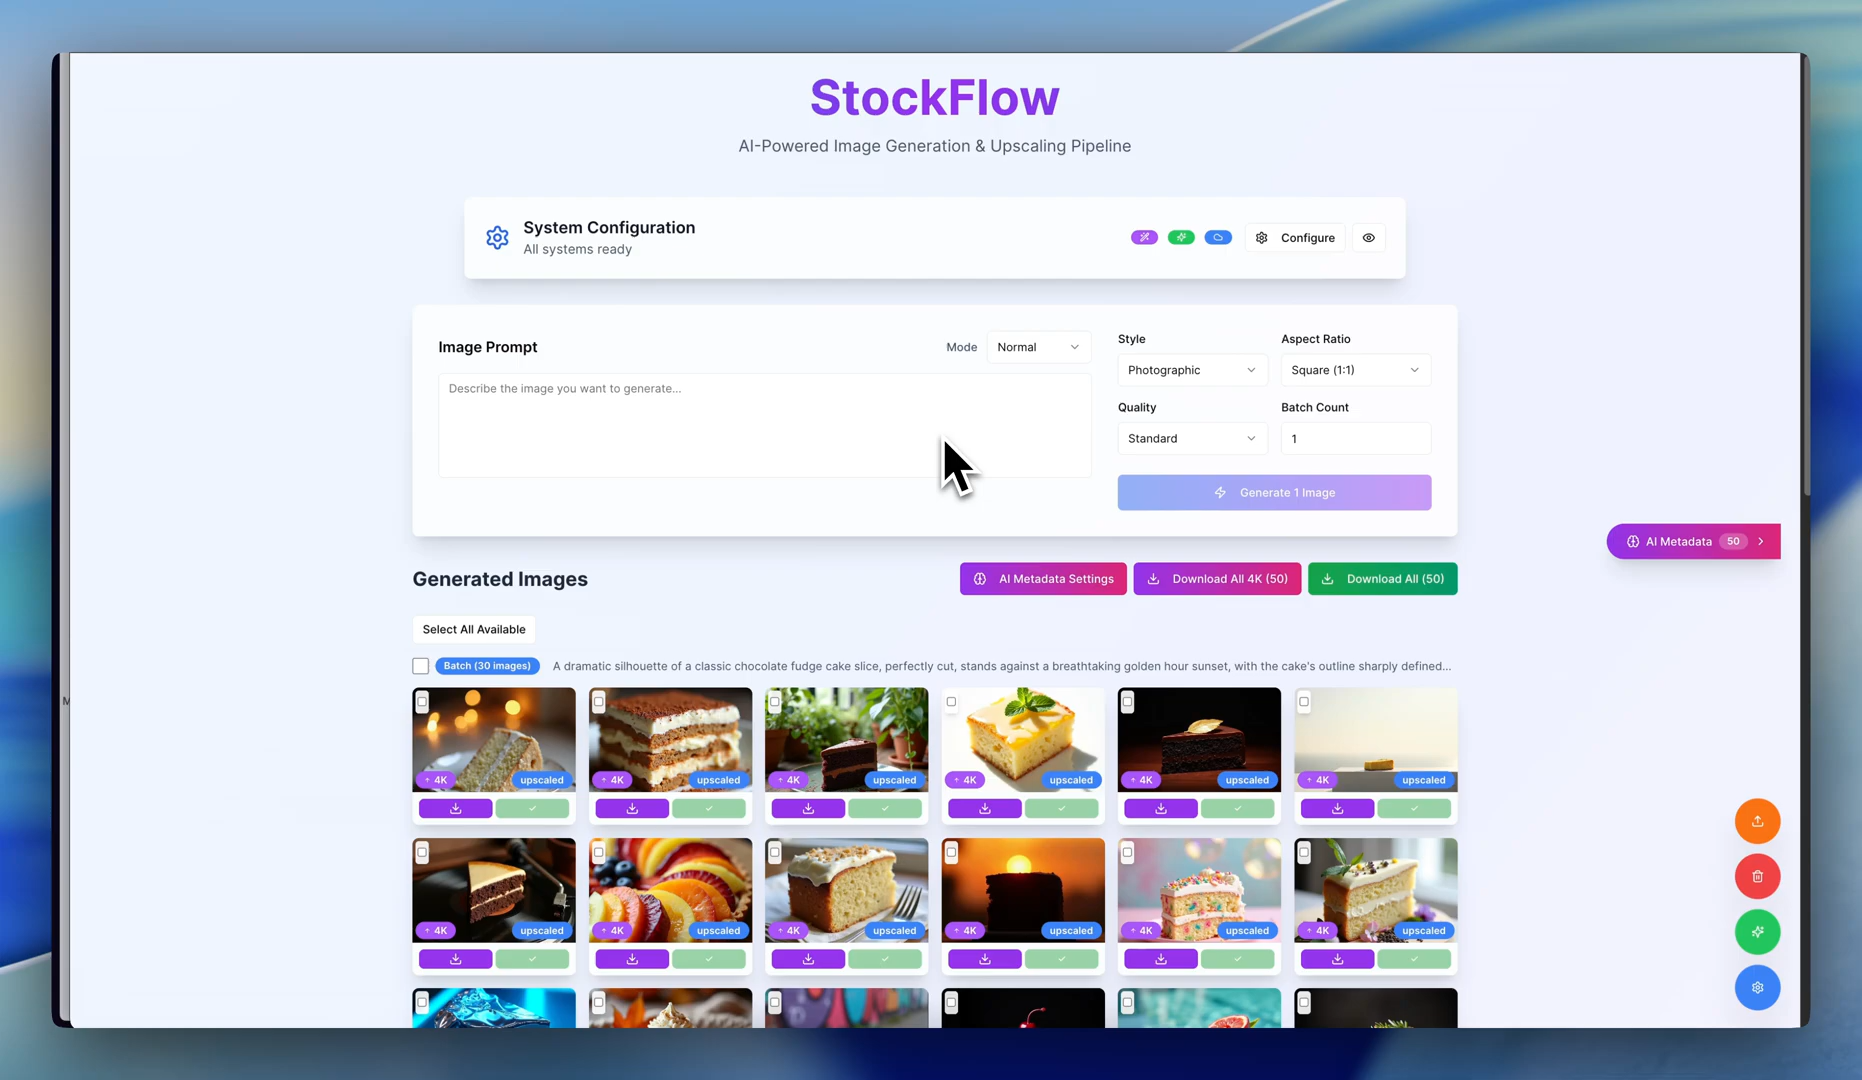 StockFlow
AI-Powered Image Generation & Upscaling Pipeline
System Configuration
All systems ready
Configure
Image Prompt
Mode
Normal
Describe the image you want to generate...
Style
Aspect Ratio
Photographic
Square (1:1)
Quality
Batch Count
Standard
1
Generate 1 Image
AI Metadata 50
Generated Images
AI Metadata Settings
Download All 4K (50)
Download All (50)
Select All Available
Batch (30 images)
A dramatic silhouette of a classic chocolate fudge cake slice, perfectly cut, stands against a breathtaking golden hour sunset, with the cake's outline sharply defined...
M
4K upscaled
4K upscaled
4K upscaled
4K upscaled
4K upscaled
4K upscaled
4K upscaled
4K upscaled
4K upscaled
4K upscaled
4K upscaled
4K upscaled